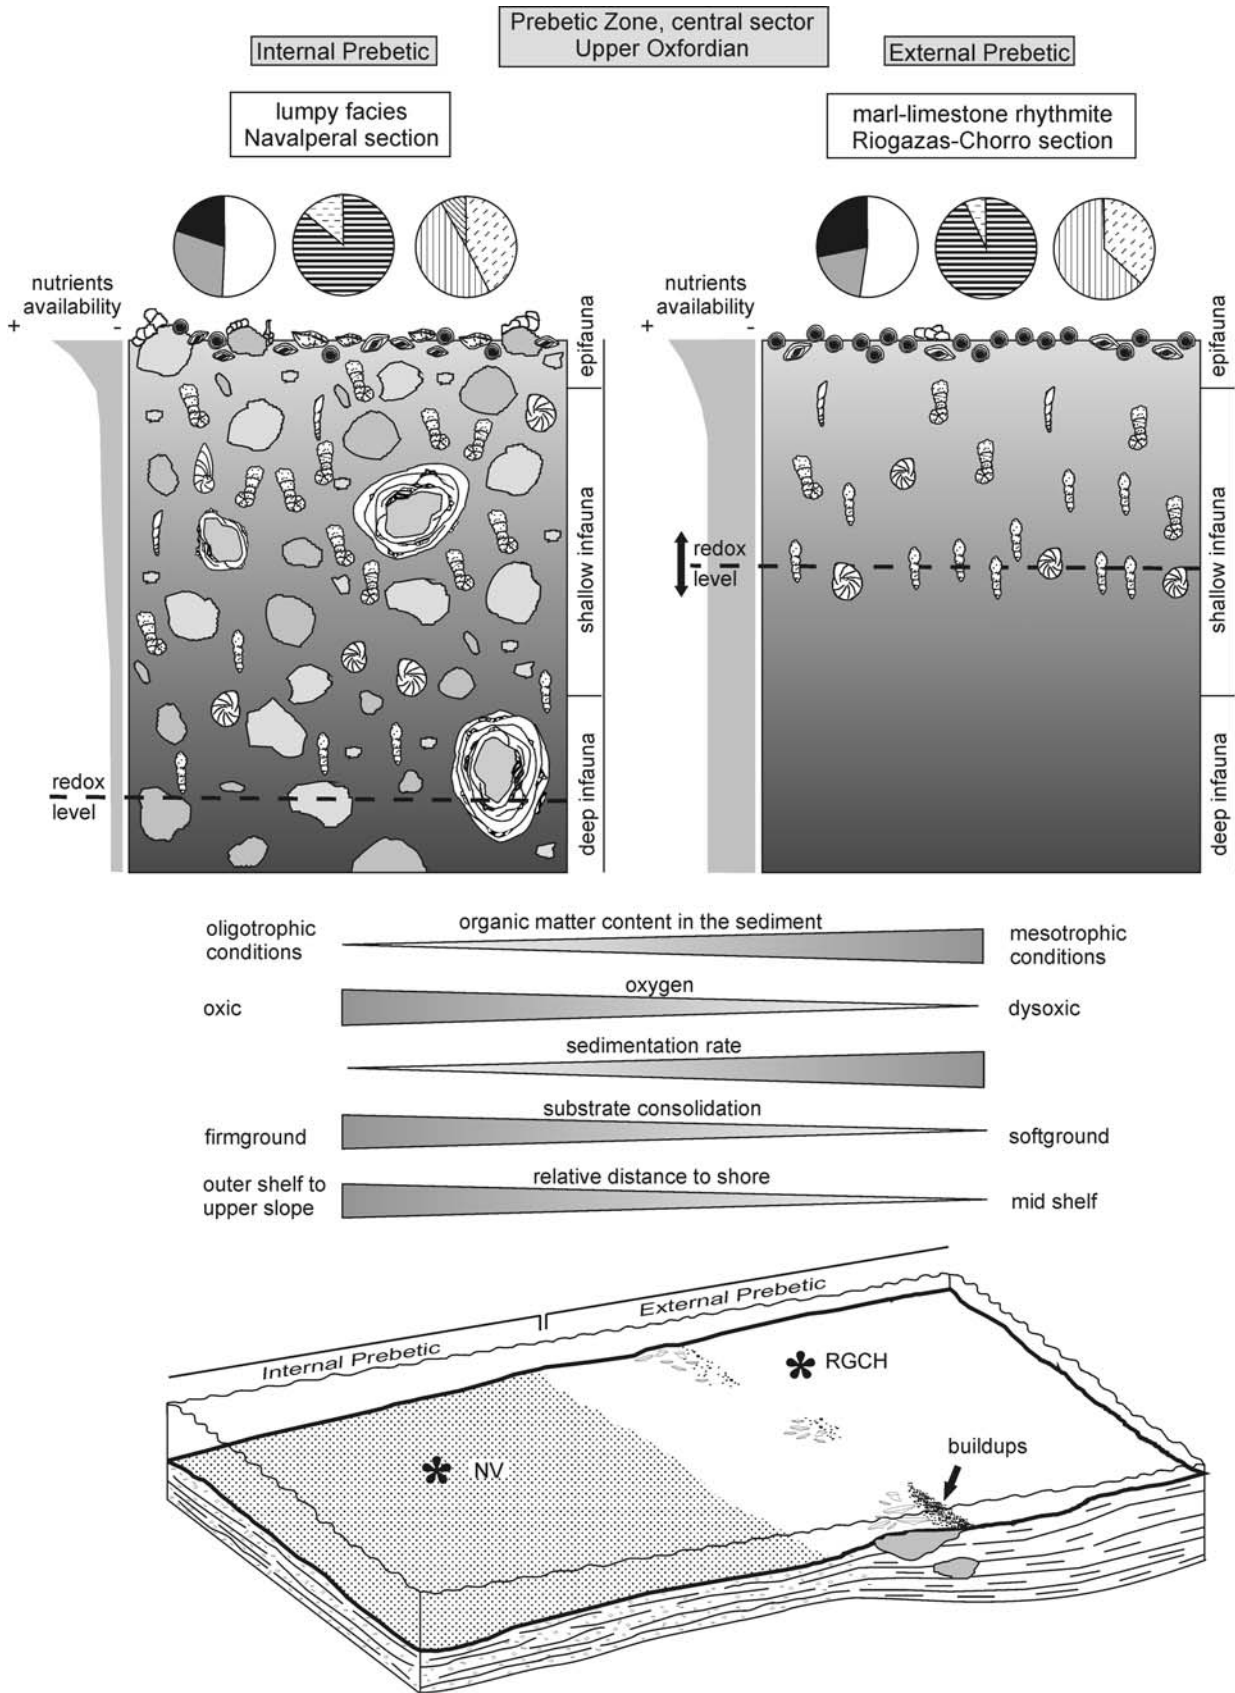 Prebetic Zone, central sector
Upper Oxfordian
Internal Prebetic
External Prebetic
lumpy facies
Navalperal section
marl-limestone rhythmite
Riogazas-Chorro section
nutrients
availability
+
-
epifauna
shallow infauna
deep infauna
redox
level
nutrients
availability
+
-
epifauna
shallow infauna
deep infauna
redox
level
oligotrophic
conditions
organic matter content in the sediment
mesotrophic
conditions
oxic
oxygen
dysoxic
sedimentation rate
firmground
substrate consolidation
softground
outer shelf to
upper slope
relative distance to shore
mid shelf
Internal Prebetic
External Prebetic
RGCH
NV
buildups